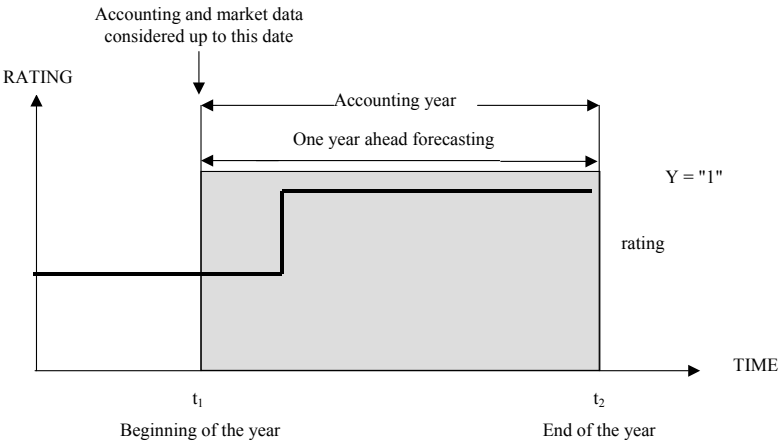 Accounting and market data
considered up to this date
RATING
Accounting year
One year ahead forecasting
Y = "1"
rating
TIME
t₁
t₂
Beginning of the year
End of the year